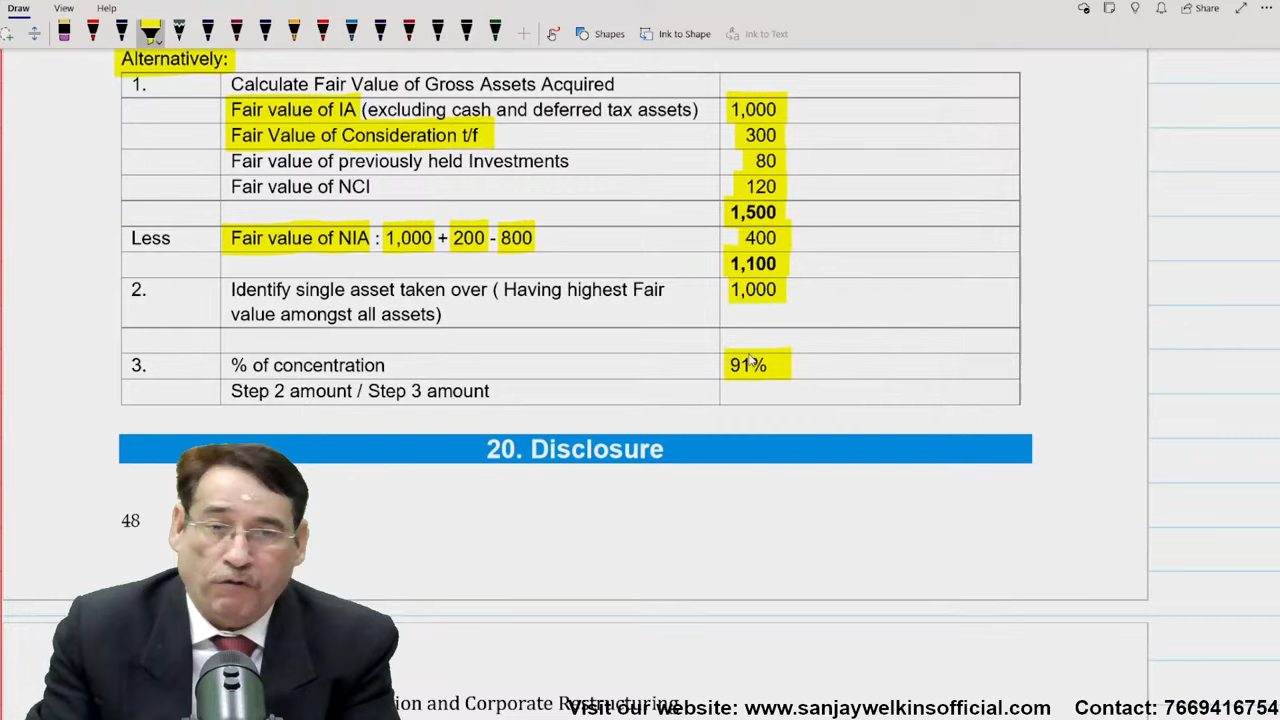 Draw View Help
Shapes Ink to Shape Ink to Text Share
Alternatively:
1. Calculate Fair Value of Gross Assets Acquired
Fair value of IA (excluding cash and deferred tax assets) 1,000
Fair Value of Consideration t/f 300
Fair value of previously held Investments 80
Fair value of NCI 120
1,500
Less Fair value of NIA : 1,000 + 200 - 800 400
1,100
2. Identify single asset taken over ( Having highest Fair 1,000
value amongst all assets)
3. % of concentration 91%
Step 2 amount / Step 3 amount
20. Disclosure
48
ion and Corporate Restructuring
Visit our website: www.sanjaywelkinsofficial.com Contact: 7669416754